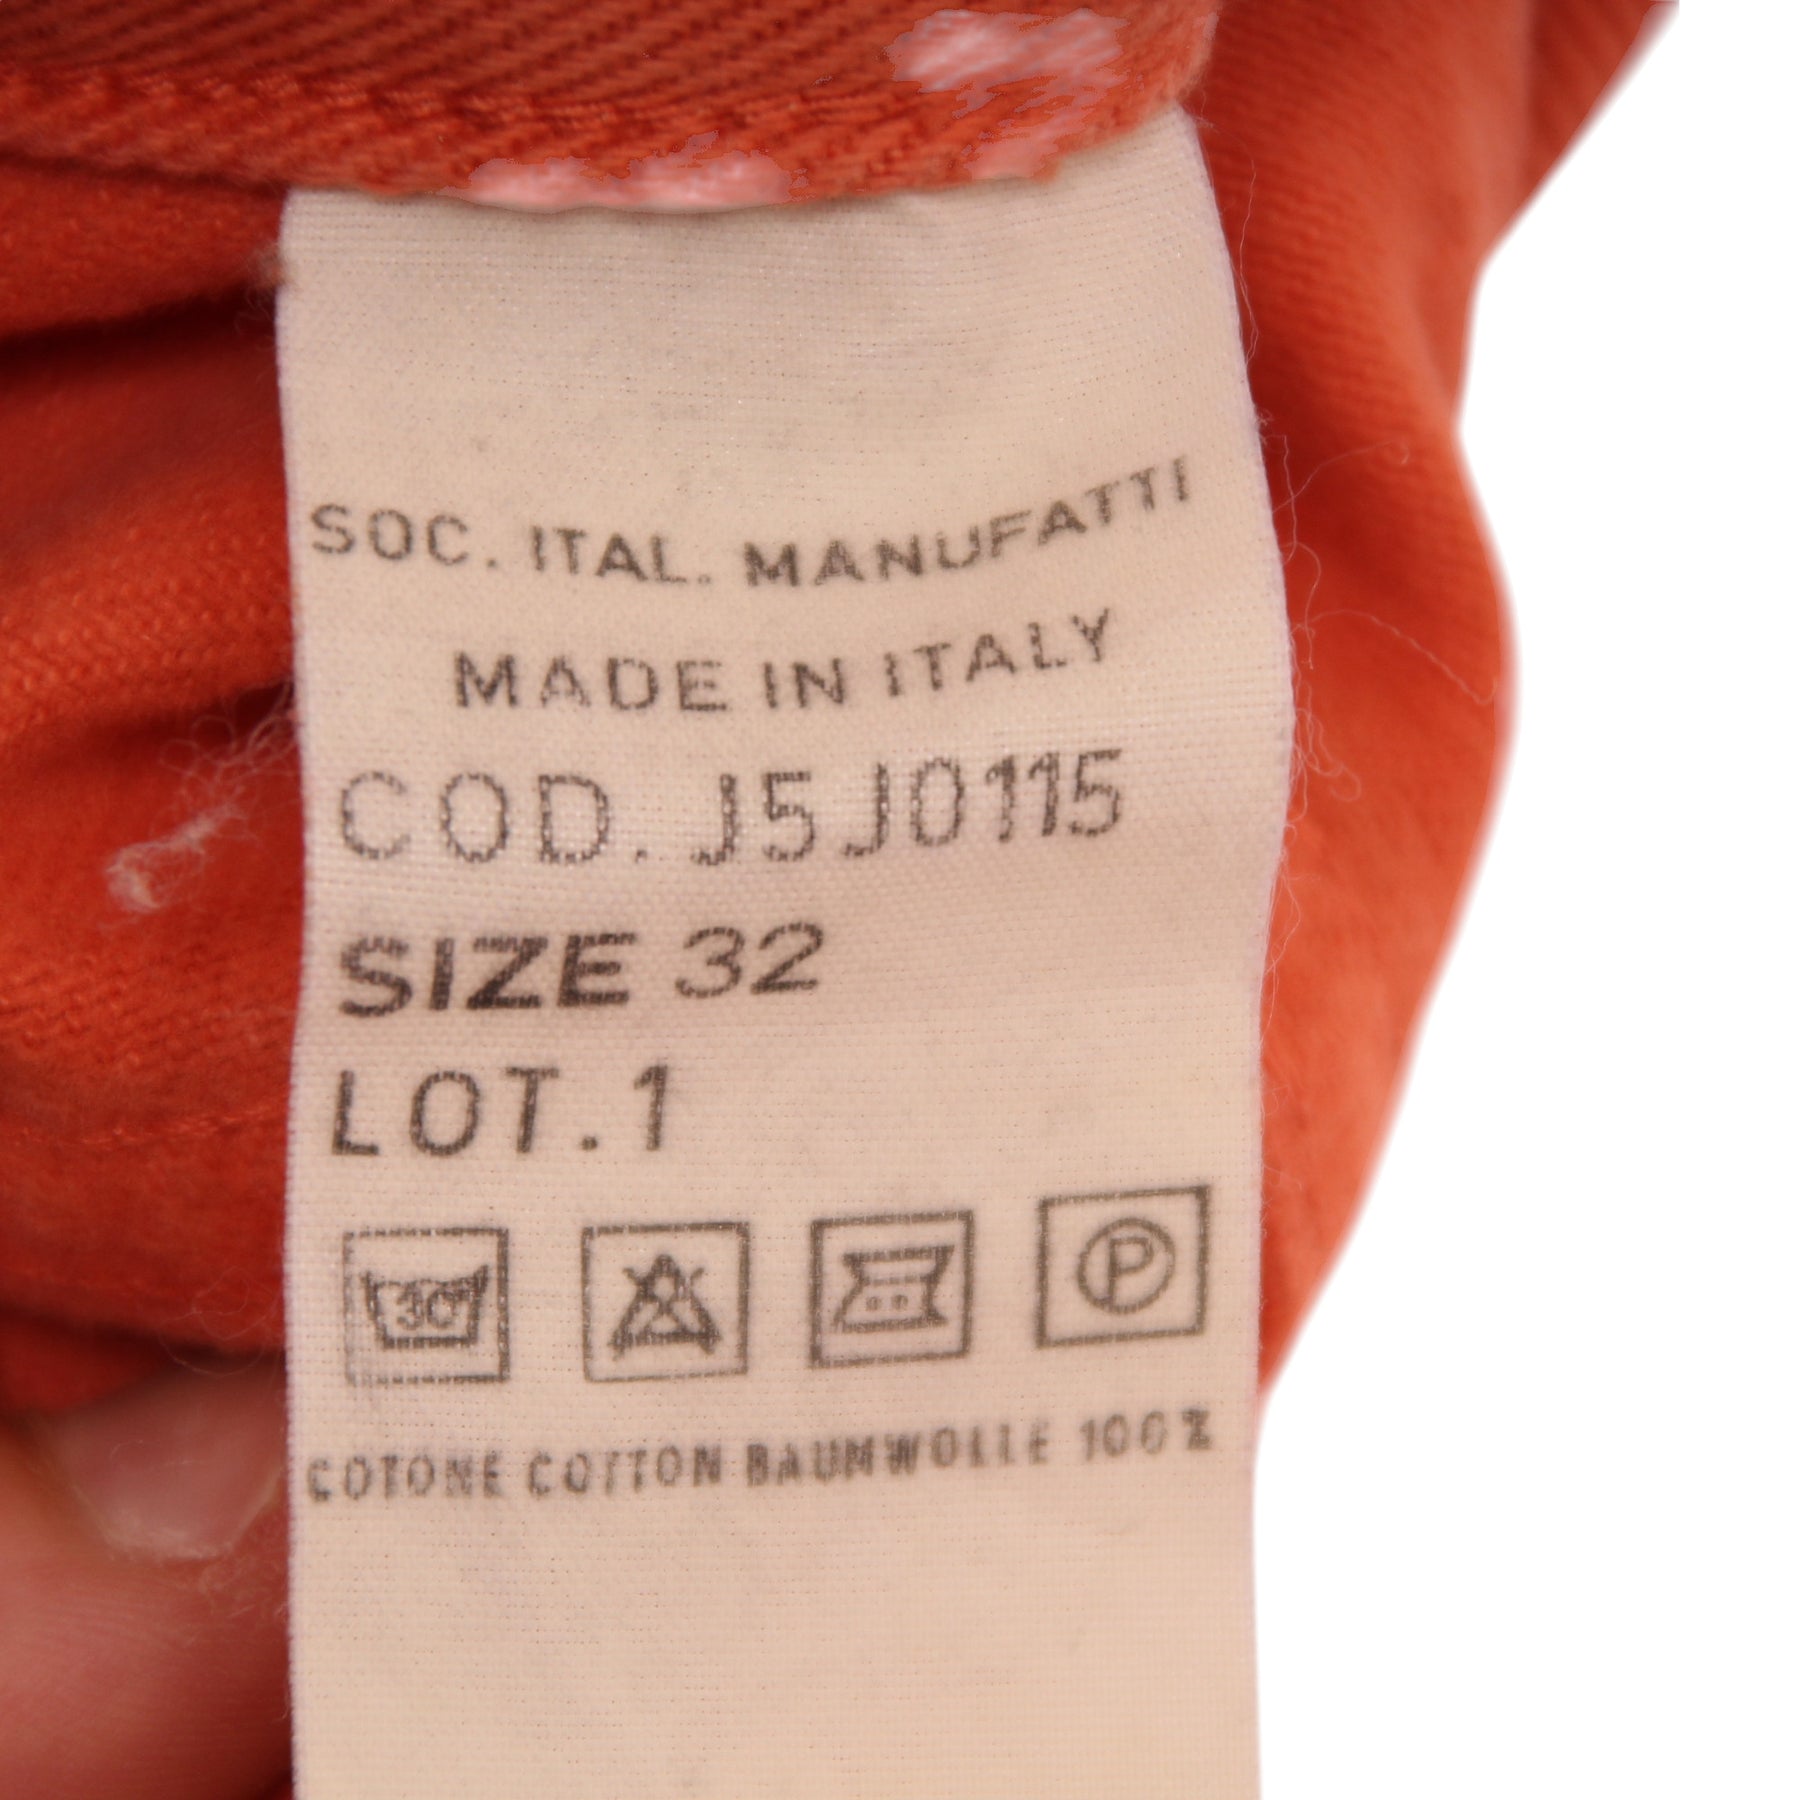 SOC. ITAL. MANUFATTI
MADE IN ITALY
COD. J5J0115
SIZE 32
LOT. 1
30 P
COTONE COTTON BAUMWOLLE 100%